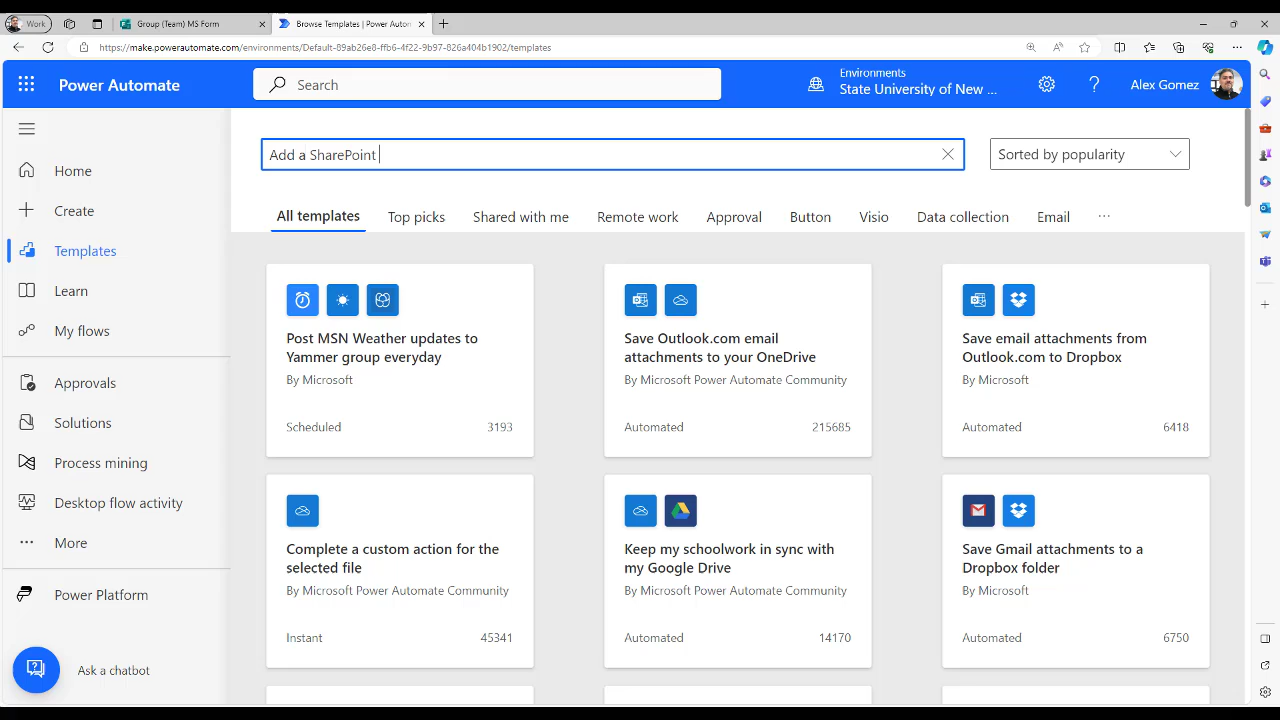 Work
Group (Team) MS Form
Browse Templates | Power Autom
https://make.powerautomate.com/environments/Default-89ab26e8-ffb6-4f22-9b97-826a404b1902/templates
Power Automate
Search
Environments
State University of New ...
Alex Gomez
Add a SharePoint
Sorted by popularity
Home
Create
Templates
Learn
My flows
Approvals
Solutions
Process mining
Desktop flow activity
More
Power Platform
Ask a chatbot
All templates
Top picks
Shared with me
Remote work
Approval
Button
Visio
Data collection
Email
Post MSN Weather updates to
Yammer group everyday
By Microsoft
Scheduled
3193
Save Outlook.com email
attachments to your OneDrive
By Microsoft Power Automate Community
Automated
215685
Save email attachments from
Outlook.com to Dropbox
By Microsoft
Automated
6418
Complete a custom action for the
selected file
By Microsoft Power Automate Community
Instant
45341
Keep my schoolwork in sync with
my Google Drive
By Microsoft Power Automate Community
Automated
14170
Save Gmail attachments to a
Dropbox folder
By Microsoft
Automated
6750